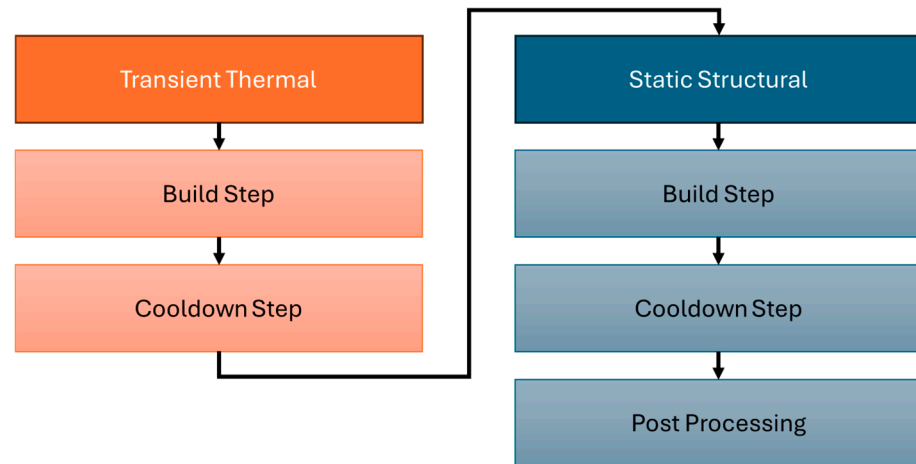 Transient Thermal
Build Step
Cooldown Step
Static Structural
Build Step
Cooldown Step
Post Processing